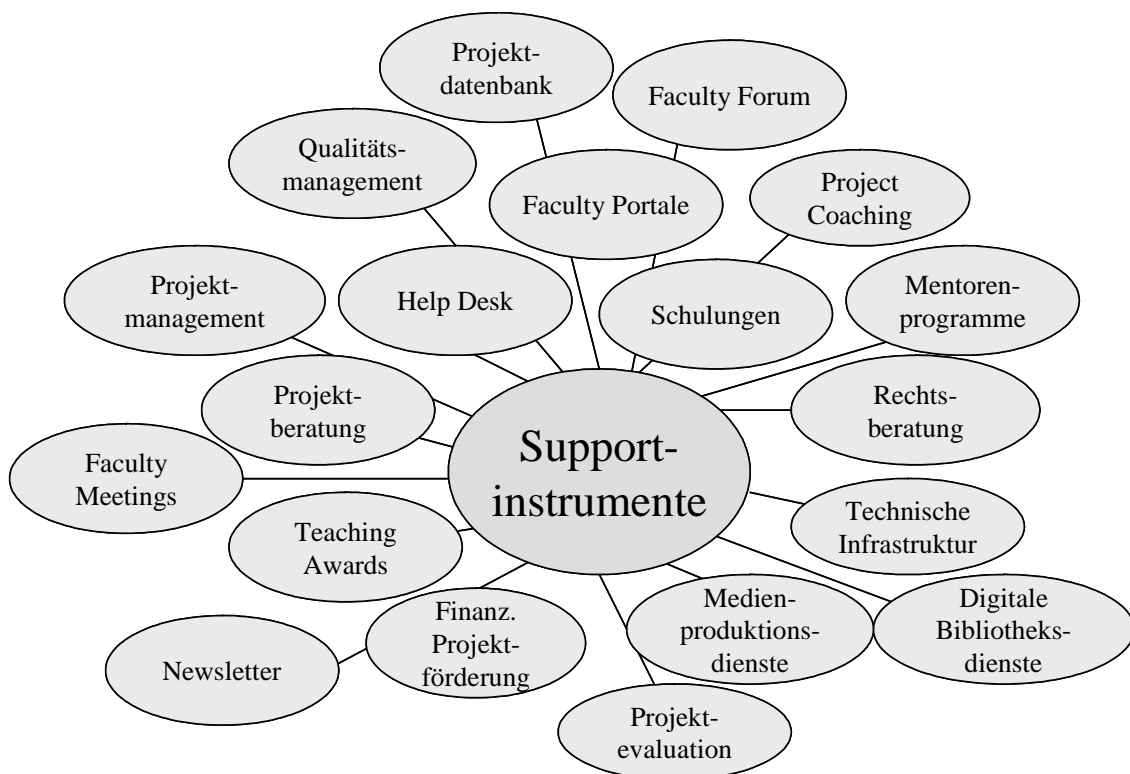 Projekt-
datenbank
Faculty Forum
Qualitäts-
management
Faculty Portale
Project
Coaching
Projekt-
management
Help Desk
Schulungen
Mentoren-
programme
Projekt-
beratung
Rechts-
beratung
Faculty
Meetings
Support-
instrumente
Teaching
Awards
Technische
Infrastruktur
Newsletter
Finanz.
Projekt-
förderung
Medien-
produktions-
dienste
Digitale
Bibliotheks-
dienste
Projekt-
evaluation